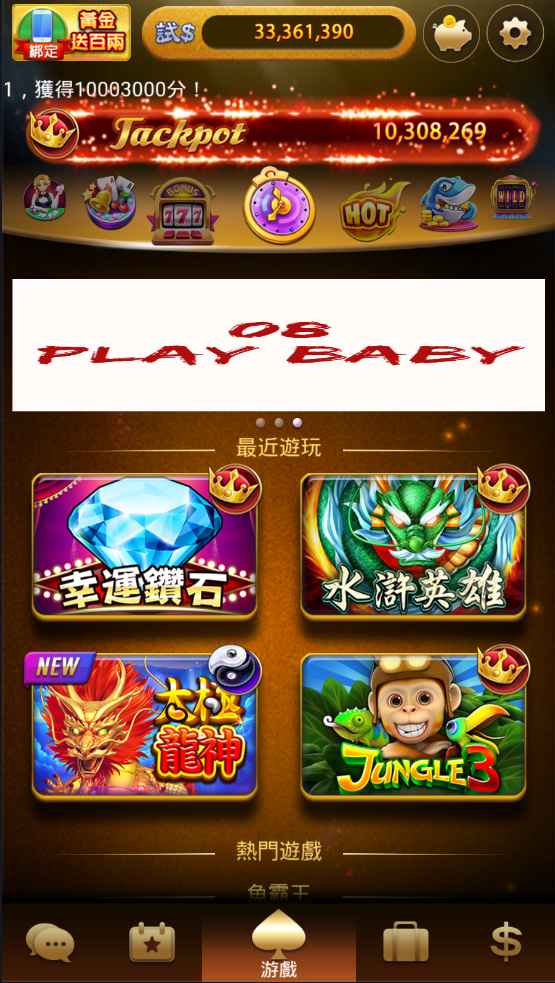 黃金
送百兩
綁定
試$
33,361,390
1，獲得10003000分！
Jackpot
10,308,269
BONUS
777
HOT
WILD
08
PLAY BABY
最近遊玩
幸運鑽石
水滸英雄
NEW
太極
龍神
JUNGLE 3
熱門遊戲
魚霸王
游戲
$